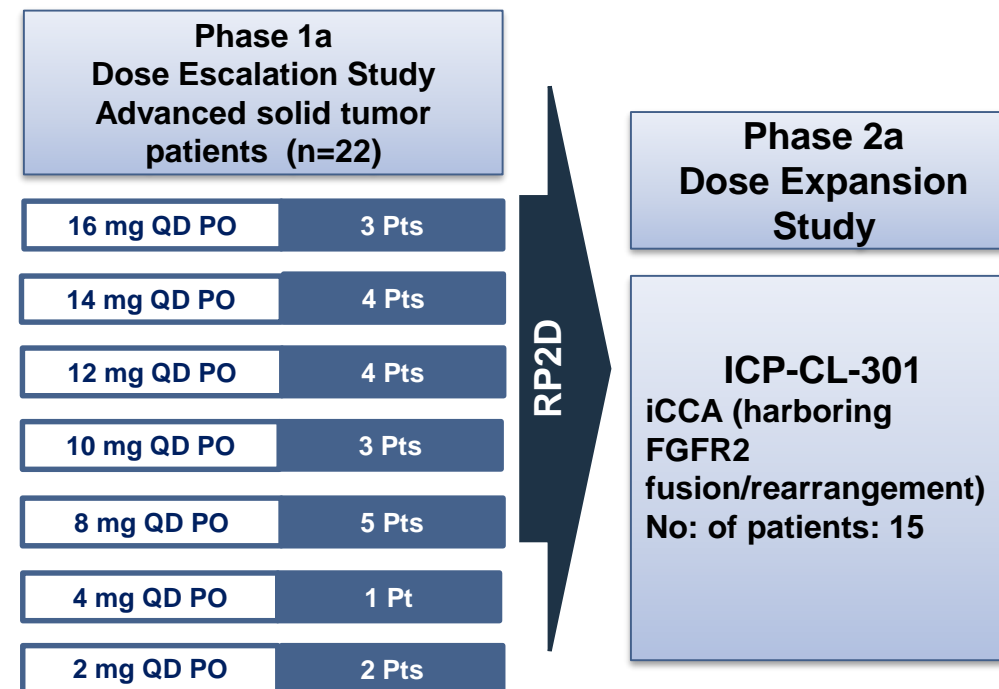 Phase 1a
Dose Escalation Study
Advanced solid tumor
patients (n=22)
16 mg QD PO 3 Pts
14 mg QD PO 4 Pts
12 mg QD PO 4 Pts
10 mg QD PO 3 Pts
8 mg QD PO 5 Pts
4 mg QD PO 1 Pt
2 mg QD PO 2 Pts
RP2D
Phase 2a
Dose Expansion
Study
ICP-CL-301
iCCA (harboring
FGFR2
fusion/rearrangement)
No: of patients: 15